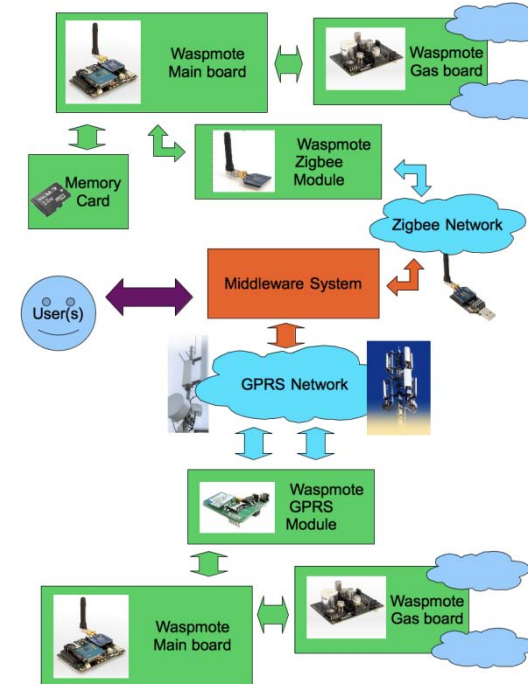 Waspmote
Main board
Waspmote
Gas board
Waspmote
Zigbee
Module
Memory
Card
Zigbee Network
Middleware System
User(s)
GPRS Network
Waspmote
GPRS
Module
Waspmote
Gas board
Waspmote
Main board